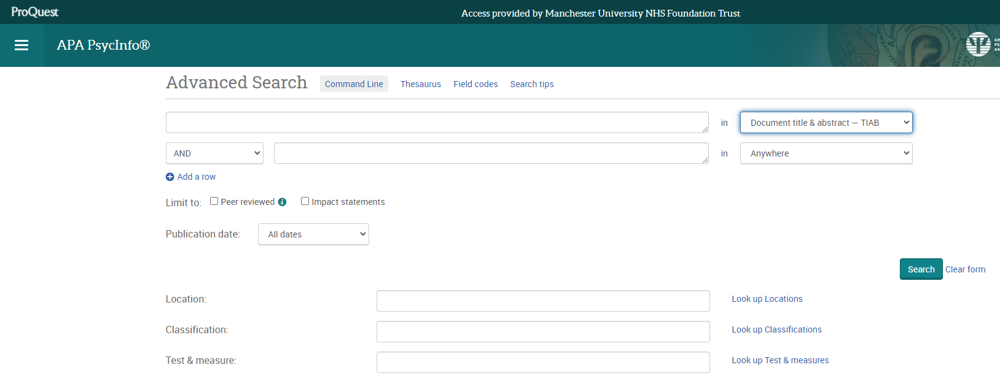 ProQuest
Access provided by Manchester University NHS Foundation Trust
APA PsycInfo®
Advanced Search Command Line Thesaurus Field codes Search tips
in Document title & abstract — TIAB
AND in Anywhere
Add a row
Limit to: Peer reviewed i Impact statements
Publication date: All dates
Search Clear form
Location: Look up Locations
Classification: Look up Classifications
Test & measure: Look up Test & measures